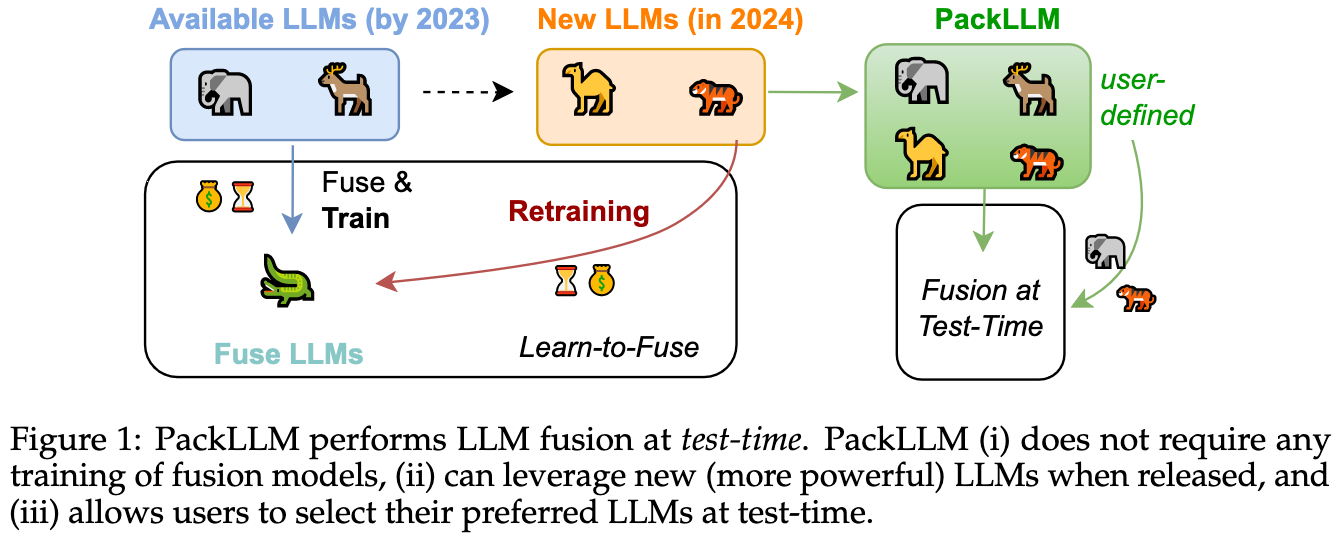 Available LLMs (by 2023)
New LLMs (in 2024)
PackLLM
user-
defined
Fuse &
Train
Retraining
$
$
Fuse LLMs
Learn-to-Fuse
Fusion at
Test-Time
Figure 1: PackLLM performs LLM fusion at test-time. PackLLM (i) does not require any
training of fusion models, (ii) can leverage new (more powerful) LLMs when released, and
(iii) allows users to select their preferred LLMs at test-time.